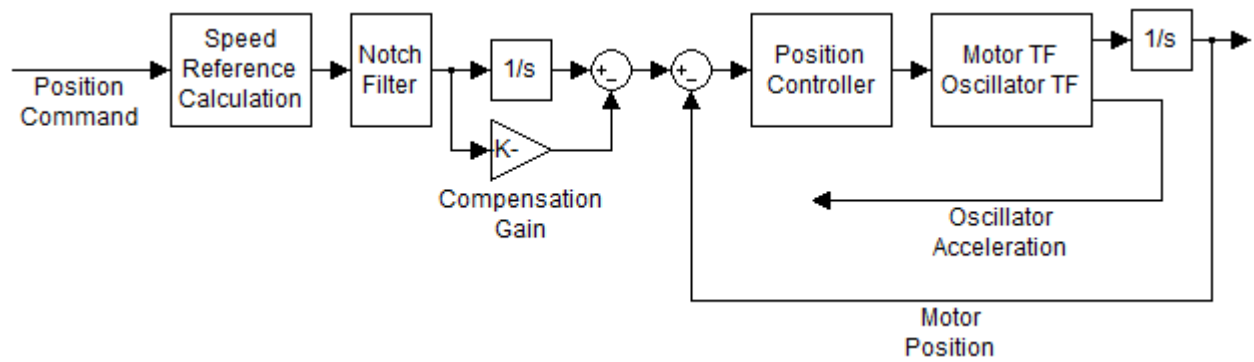 Position
Command
Speed
Reference
Calculation
Notch
Filter
1/s
K-
Compensation
Gain
+
−
+
−
Position
Controller
Motor TF
Oscillator TF
1/s
Oscillator
Acceleration
Motor
Position